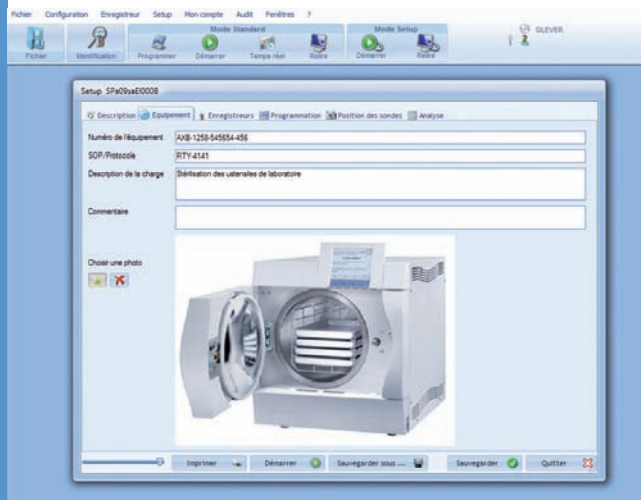 Fichier Configuration Enregistreur Setup Mon compte Audit Fenêtres ?
Mode Standard Mode Setup
QLEVER
Fichier Identification Programmer Démarrer Temps réel Relire Démarrer Relire
Setup SPa09saEI0008
Description Equipement Enregistreurs Programmation Position des sondes Analyse
Numéro de l'équipement AXB-1258-545654-456
SOP/Protocole RTY-4141
Description de la charge Stérilisation des ustensiles de laboratoire
Commentaire
Choisir une photo
Imprimer Démarrer Sauvegarder sous ... Sauvegarder Quitter